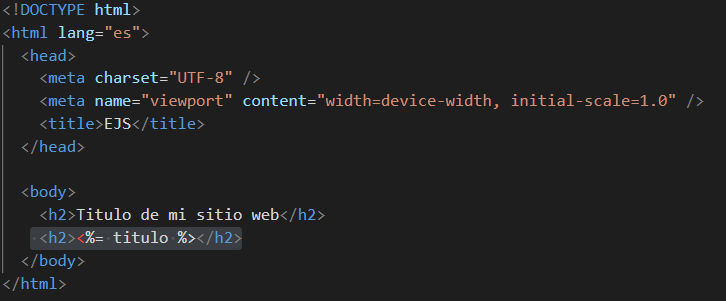 <!DOCTYPE html>
<html lang="es">
<head>
<meta charset="UTF-8" />
<meta name="viewport" content="width=device-width, initial-scale=1.0" />
<title>EJS</title>
</head>
<body>
<h2>Titulo de mi sitio web</h2>
<h2><%= titulo %></h2>
</body>
</html>